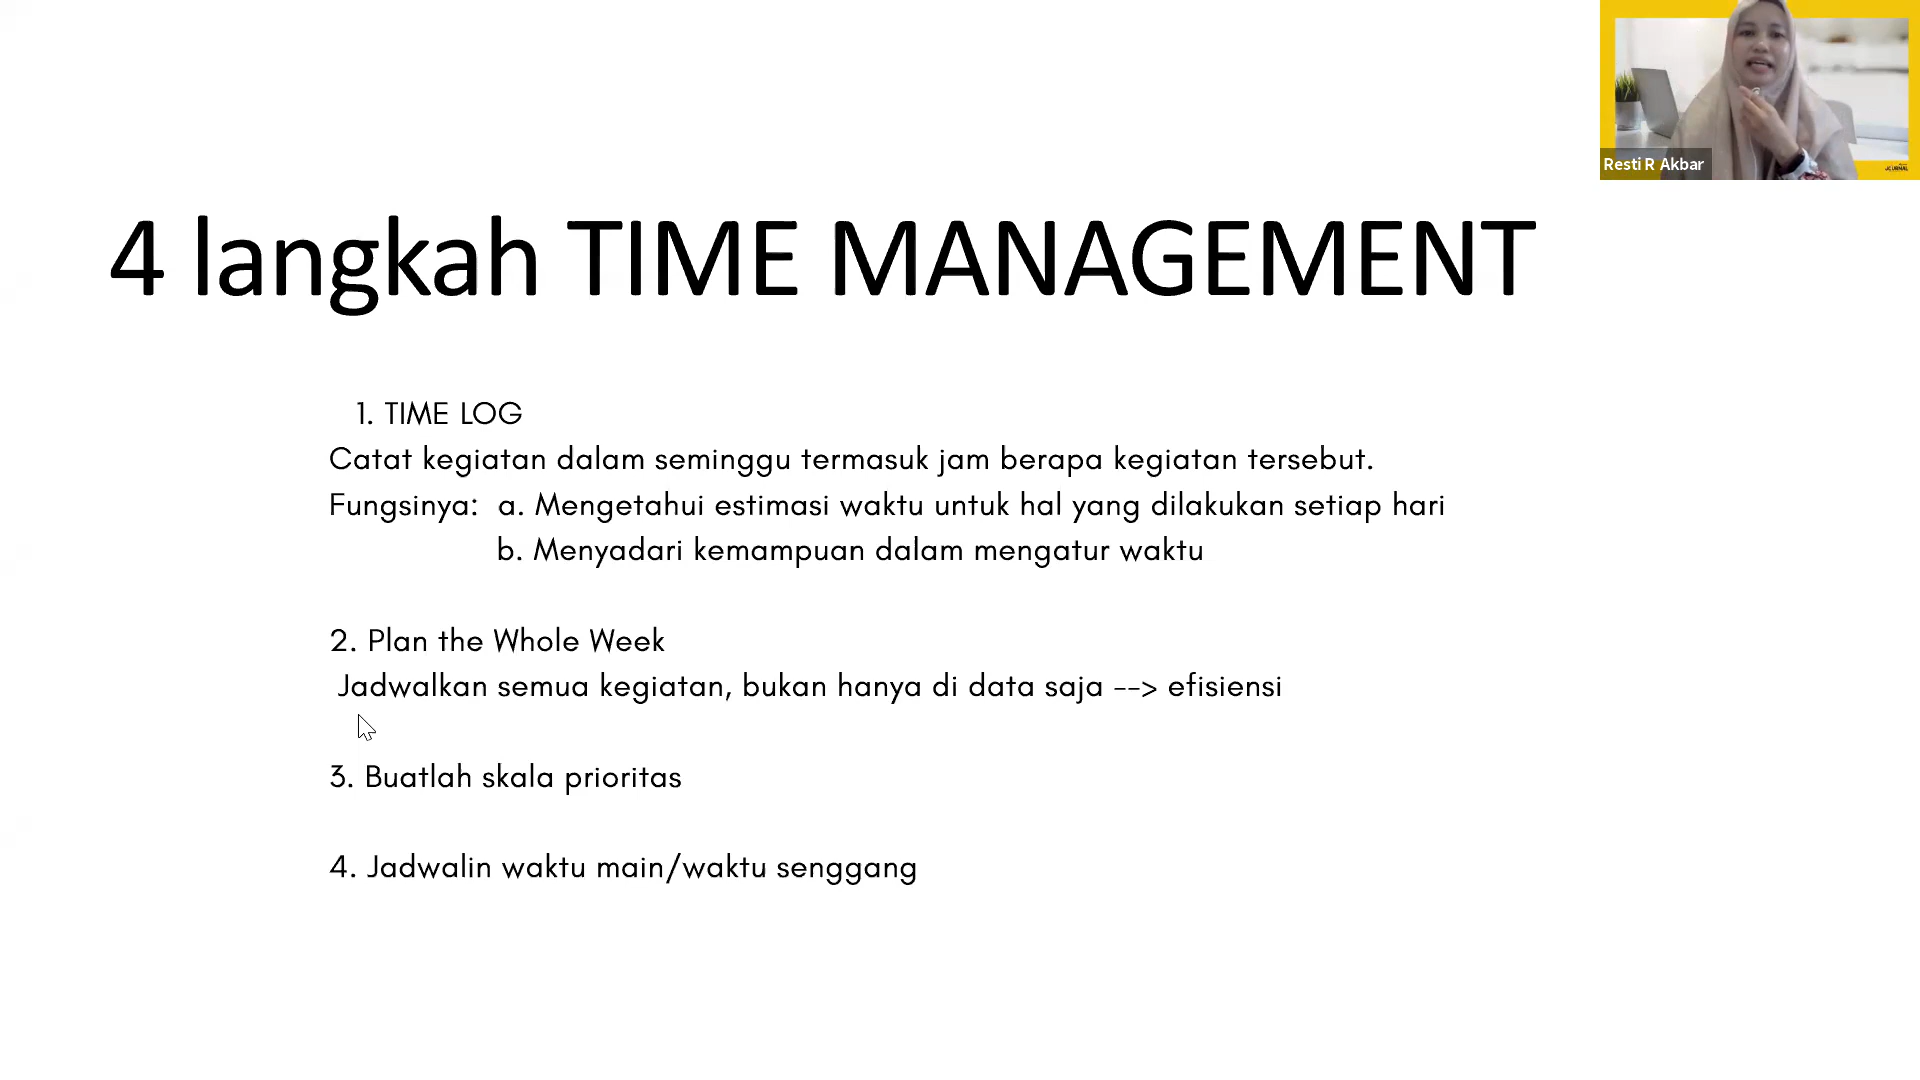 Resti R Akbar
4 langkah TIME MANAGEMENT
1. TIME LOG
Catat kegiatan dalam seminggu termasuk jam berapa kegiatan tersebut.
Fungsinya: a. Mengetahui estimasi waktu untuk hal yang dilakukan setiap hari
b. Menyadari kemampuan dalam mengatur waktu
2. Plan the Whole Week
Jadwalkan semua kegiatan, bukan hanya di data saja --> efisiensi
3. Buatlah skala prioritas
4. Jadwalin waktu main/waktu senggang